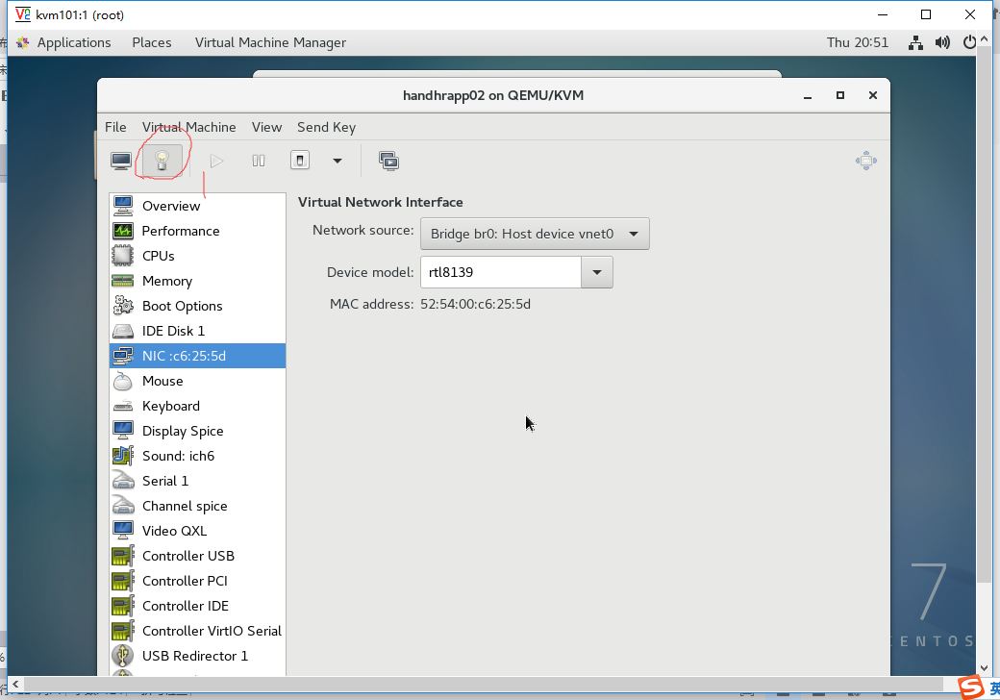 kvm101:1 (root)
Applications Places Virtual Machine Manager Thu 20:51
handhrapp02 on QEMU/KVM
File Virtual Machine View Send Key
Overview
Performance
CPUs
Memory
Boot Options
IDE Disk 1
NIC :c6:25:5d
Mouse
Keyboard
Display Spice
Sound: ich6
Serial 1
Channel spice
Video QXL
Controller USB
Controller PCI
Controller IDE
Controller VirtIO Serial
USB Redirector 1
Virtual Network Interface
Network source: Bridge br0: Host device vnet0
Device model: rtl8139
MAC address: 52:54:00:c6:25:5d
7
ENTOS
英